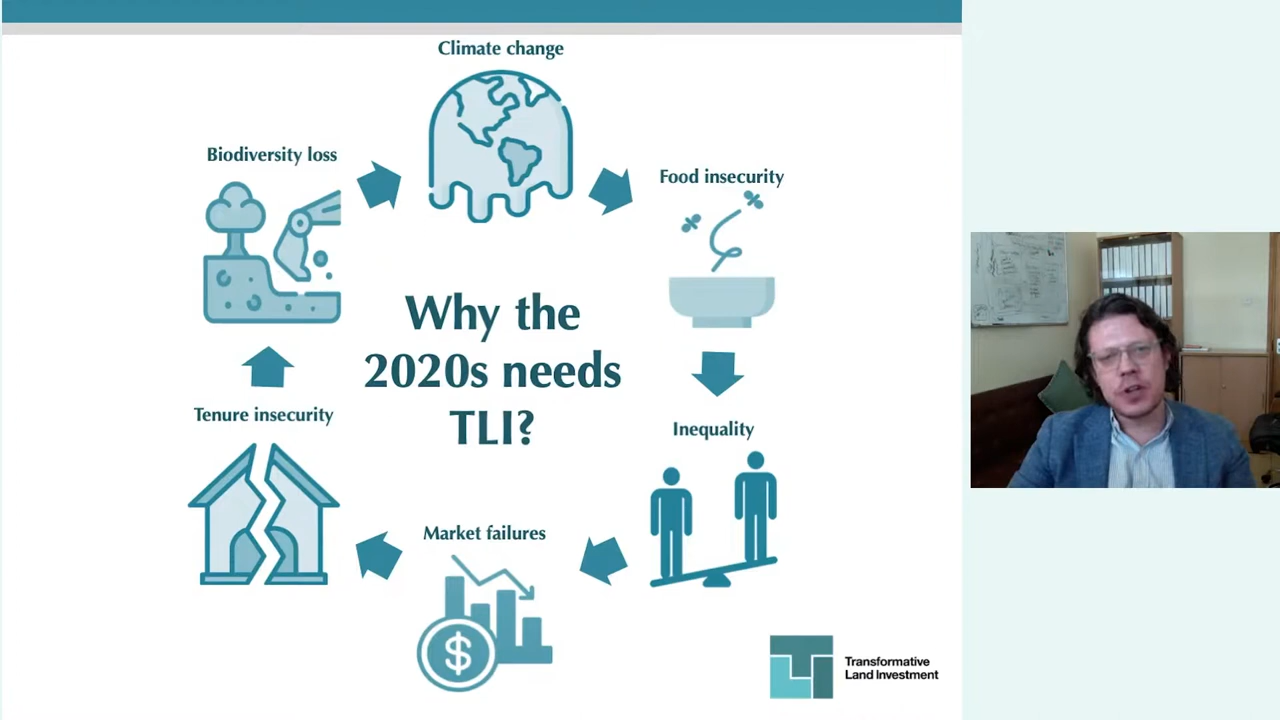 Climate change
Biodiversity loss
Food insecurity
Why the
2020s needs
TLI?
Tenure insecurity
Inequality
Market failures
$
Transformative
Land Investment